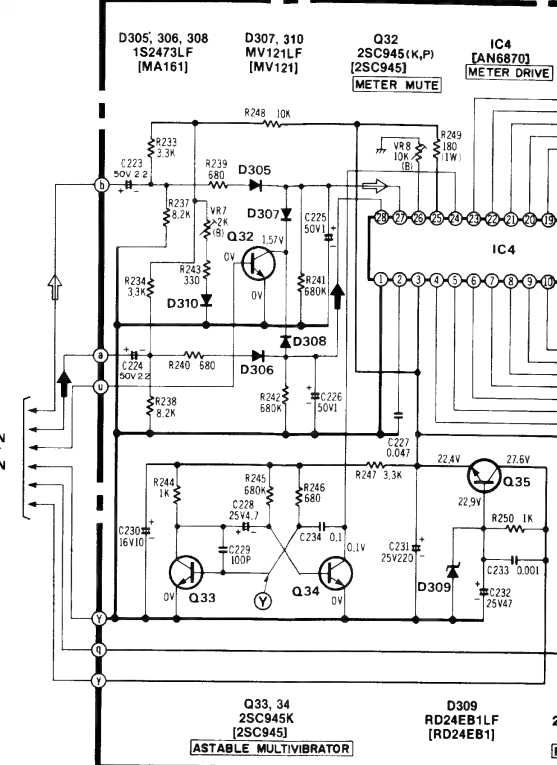 D305, 306, 308
1S2473LF
[MA161]
D307, 310
MV121LF
[MV121]
Q32
2SC945(K,P)
[2SC945]
METER MUTE
IC4
[AN6870]
METER DRIVE
R248 10K
R233
3.3K
R249
180
(1W)
VR8
10K
(B)
C223
50V 2.2
R239
680
D305
b
R237
8.2K
VR7
2K
(B)
D307
C225
50V1
28 27 26 25 24 23 22 21 20 19
Q32
1.57V
0V
IC4
R234
3.3K
R243
330
R241
680K
D310
0V
1 2 3 4 5 6 7 8 9 10
D308
a
C224
50V2.2
R240 680
D306
u
R238
8.2K
R242
680K
C226
50V1
C227
0.047
22.4V
27.6V
R244
1K
R245
680K
R246
680
R247 3.3K
Q35
22.9V
C228
25V4.7
C230
16V10
C234 0.1
R250 1K
C229
100P
0.1V
C231
25V220
C233 0.001
D309
C232
25V47
0V
Q33
Y
Q34
0V
Y
q
Y
Q33, 34
2SC945K
[2SC945]
ASTABLE MULTIVIBRATOR
D309
RD24EB1LF
[RD24EB1]